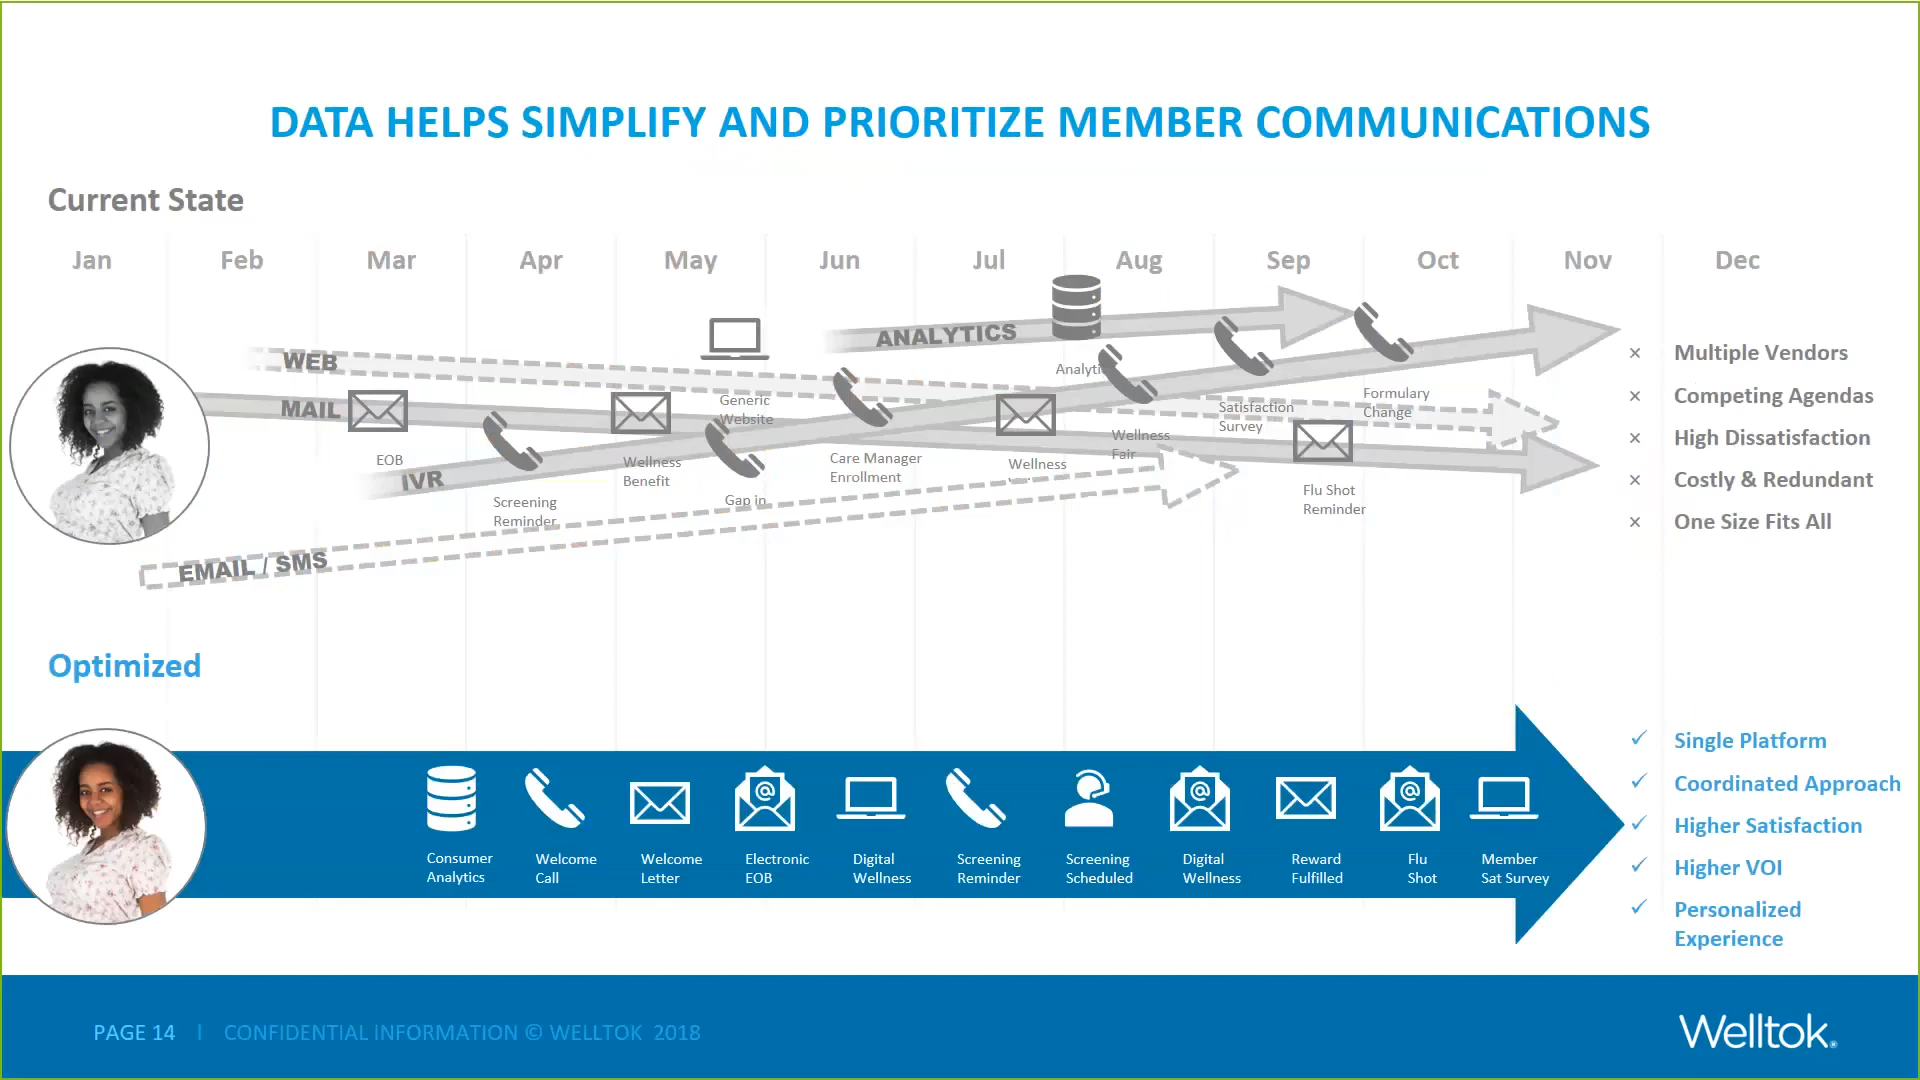 DATA HELPS SIMPLIFY AND PRIORITIZE MEMBER COMMUNICATIONS
Current State
Jan Feb Mar Apr May Jun Jul Aug Sep Oct Nov Dec
ANALYTICS
WEB
MAIL
IVR
EMAIL / SMS
EOB
Screening
Reminder
Wellness
Benefit
Generic
Website
Gap in
Care Manager
Enrollment
Wellness
Wellness
Fair
Satisfaction
Survey
Flu Shot
Reminder
Formulary
Change
× Multiple Vendors
× Competing Agendas
× High Dissatisfaction
× Costly & Redundant
× One Size Fits All
Optimized
Consumer
Analytics
Welcome
Call
Welcome
Letter
Electronic
EOB
Digital
Wellness
Screening
Reminder
Screening
Scheduled
Digital
Wellness
Reward
Fulfilled
Flu
Shot
Member
Sat Survey
✓ Single Platform
✓ Coordinated Approach
✓ Higher Satisfaction
✓ Higher VOI
✓ Personalized
Experience
PAGE 14 | CONFIDENTIAL INFORMATION © WELLTOK 2018
Welltok®